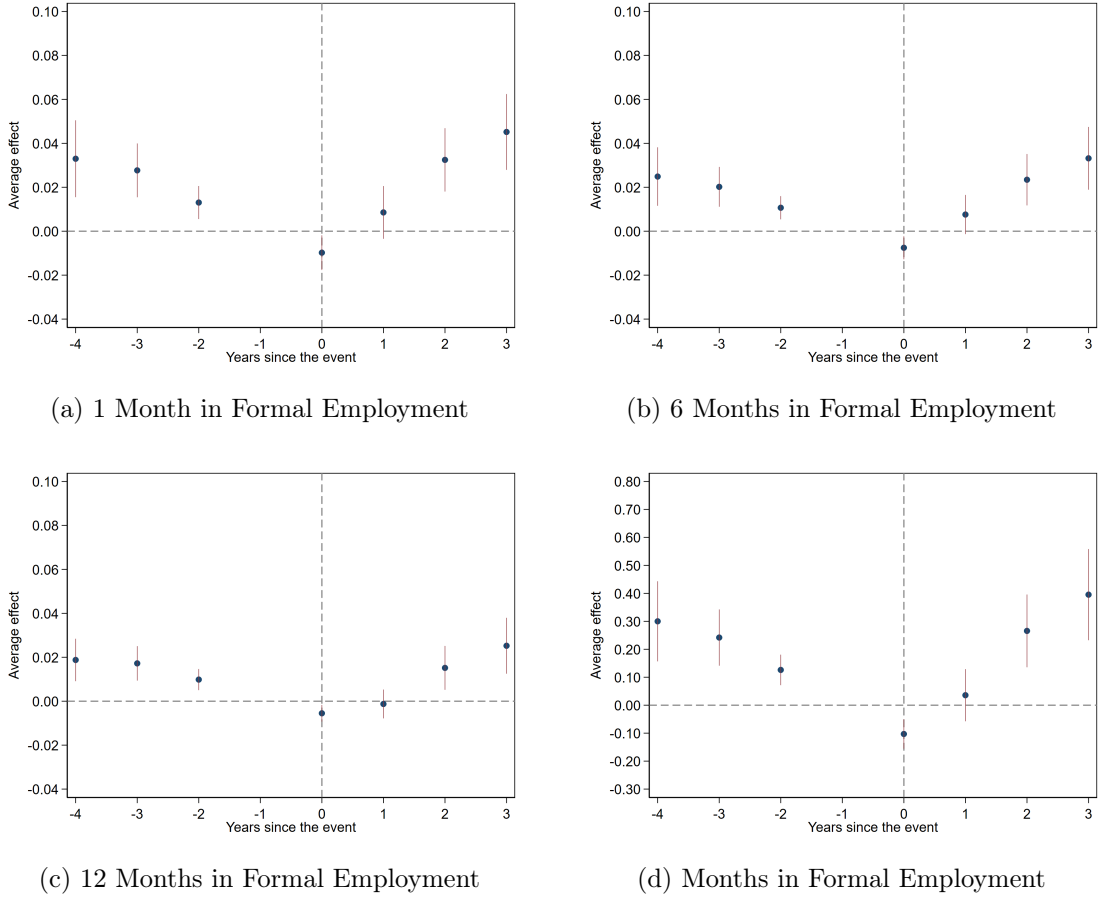 0.10
0.08
0.06
0.04
0.02
0.00
-0.02
-0.04
Average effect
-4 -3 -2 -1 0 1 2 3
Years since the event
(a) 1 Month in Formal Employment
0.10
0.08
0.06
0.04
0.02
0.00
-0.02
-0.04
Average effect
-4 -3 -2 -1 0 1 2 3
Years since the event
(b) 6 Months in Formal Employment
0.10
0.08
0.06
0.04
0.02
0.00
-0.02
-0.04
Average effect
-4 -3 -2 -1 0 1 2 3
Years since the event
(c) 12 Months in Formal Employment
0.80
0.70
0.60
0.50
0.40
0.30
0.20
0.10
0.00
-0.10
-0.20
-0.30
Average effect
-4 -3 -2 -1 0 1 2 3
Years since the event
(d) Months in Formal Employment